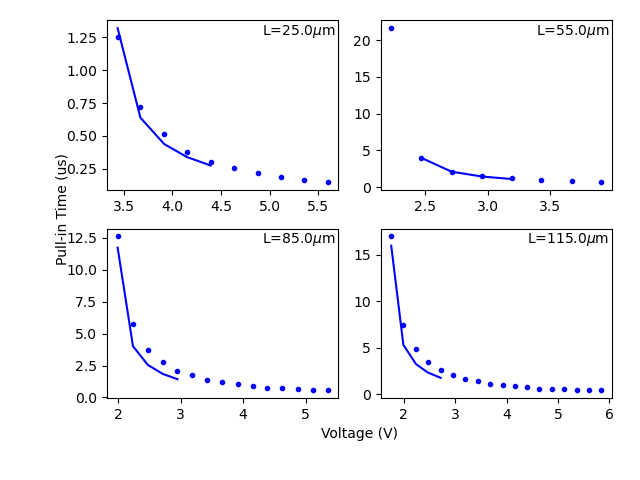 L=25.0μm
1.25
1.00
0.75
0.50
0.25
3.5 4.0 4.5 5.0 5.5
L=55.0μm
20
15
10
5
0
2.5 3.0 3.5
Pull-in Time (us)
L=85.0μm
12.5
10.0
7.5
5.0
2.5
0.0
2 3 4 5
L=115.0μm
15
10
5
0
2 3 4 5 6
Voltage (V)